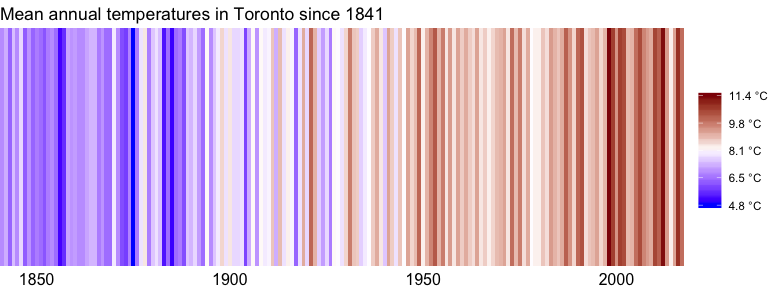 Mean annual temperatures in Toronto since 1841
11.4 °C
9.8 °C
8.1 °C
6.5 °C
4.8 °C
1850 1900 1950 2000